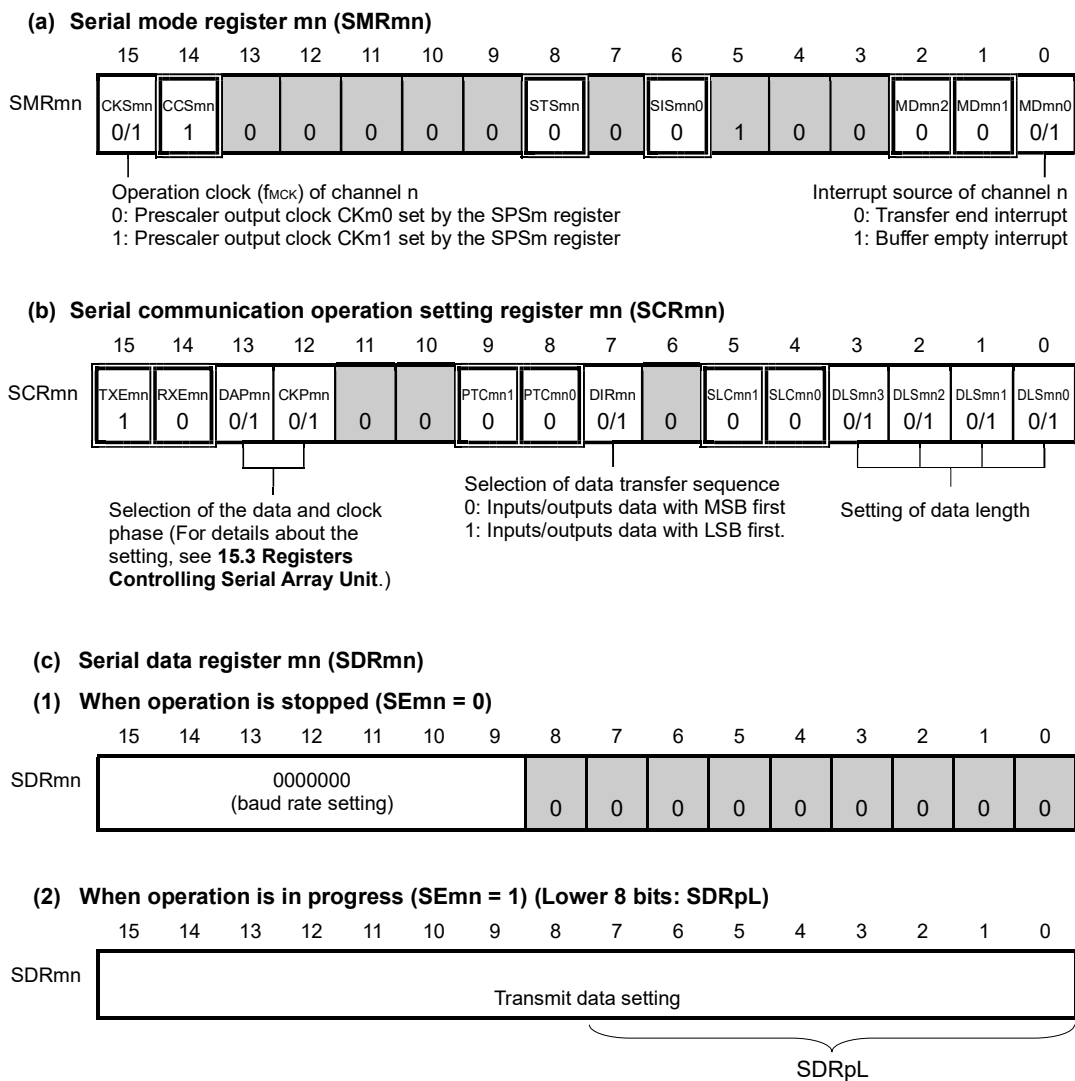 (a) Serial mode register mn (SMRmn)
15 14 13 12 11 10 9 8 7 6 5 4 3 2 1 0
SMRmn CKSmn CCSmn STSmn SISmn0 MDmn2 MDmn1 MDmn0
0/1 1 0 0 0 0 0 0 0 0 1 0 0 0 0 0/1
Operation clock (fMCK) of channel n
0: Prescaler output clock CKm0 set by the SPSm register
1: Prescaler output clock CKm1 set by the SPSm register
Interrupt source of channel n
0: Transfer end interrupt
1: Buffer empty interrupt
(b) Serial communication operation setting register mn (SCRmn)
15 14 13 12 11 10 9 8 7 6 5 4 3 2 1 0
SCRmn TXEmn RXEmn DAPmn CKPmn PTCmn1 PTCmn0 DIRmn SLCmn1 SLCmn0 DLSmn3 DLSmn2 DLSmn1 DLSmn0
1 0 0/1 0/1 0 0 0 0 0/1 0 0 0 0/1 0/1 0/1 0/1
Selection of the data and clock
phase (For details about the
setting, see 15.3 Registers
Controlling Serial Array Unit.)
Selection of data transfer sequence
0: Inputs/outputs data with MSB first
1: Inputs/outputs data with LSB first.
Setting of data length
(c) Serial data register mn (SDRmn)
(1) When operation is stopped (SEmn = 0)
15 14 13 12 11 10 9 8 7 6 5 4 3 2 1 0
SDRmn 0000000
(baud rate setting) 0 0 0 0 0 0 0 0 0
(2) When operation is in progress (SEmn = 1) (Lower 8 bits: SDRpL)
15 14 13 12 11 10 9 8 7 6 5 4 3 2 1 0
SDRmn
Transmit data setting
SDRpL